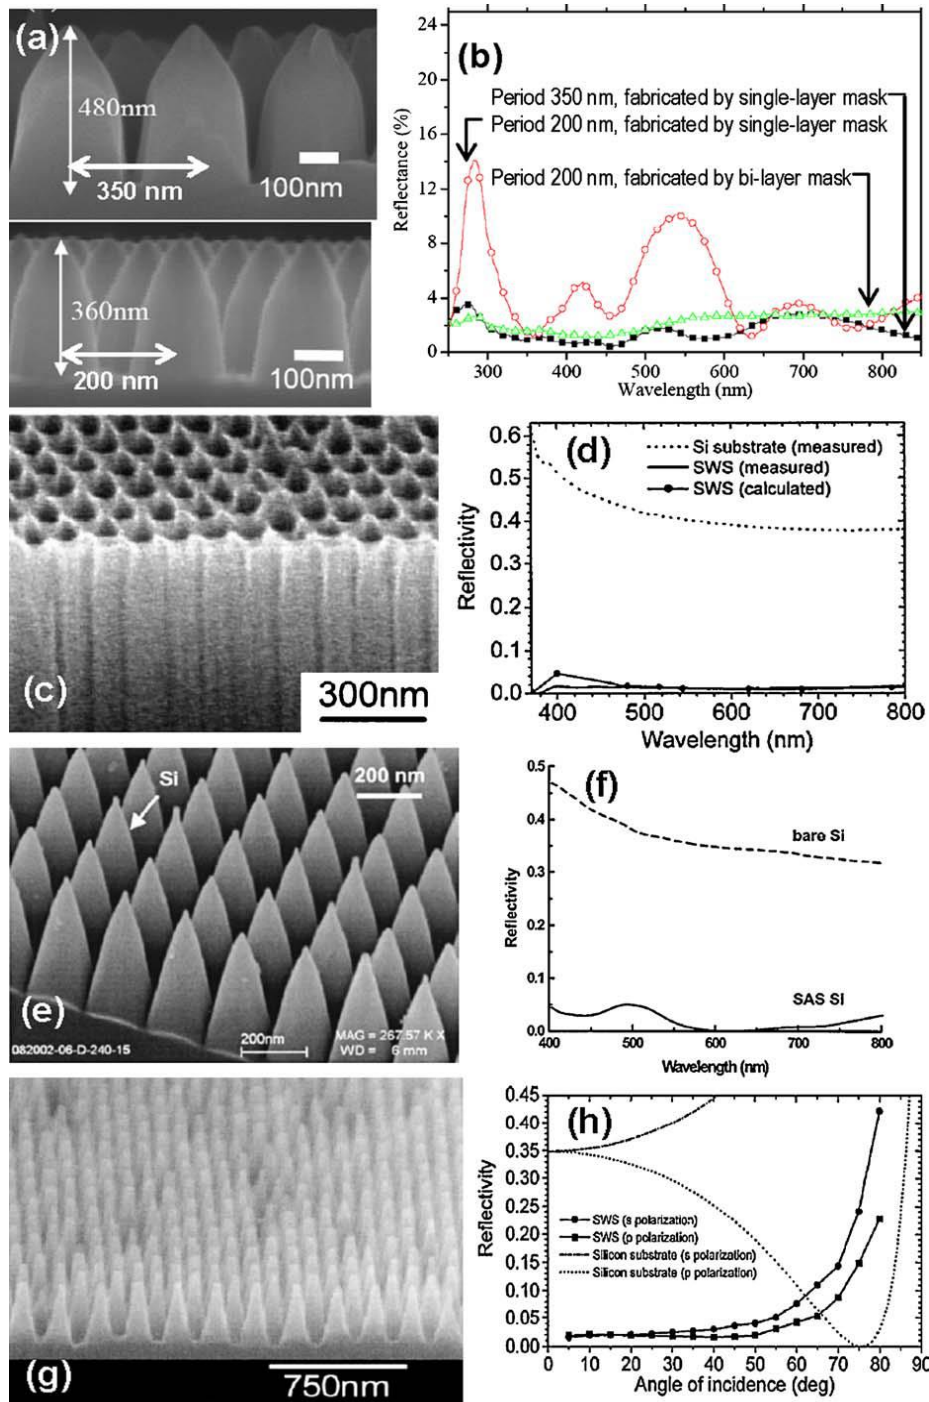 (a)
480nm
350 nm
100nm
360nm
200 nm
100nm
(b)
24
20
16
12
8
4
0
Reflectance (%)
Period 350 nm, fabricated by single-layer mask
Period 200 nm, fabricated by single-layer mask
Period 200 nm, fabricated by bi-layer mask
300 400 500 600 700 800
Wavelength (nm)
(c)
300nm
(d)
Si substrate (measured)
SWS (measured)
SWS (calculated)
0.6
0.5
0.4
0.3
0.2
0.1
0.0
Reflectivity
400 500 600 700 800
Wavelength (nm)
Si
200 nm
(e)
200nm
MAG = 267.57 K X
WD = 6 mm
082002-06-D-240-15
(f)
0.5
0.4
0.3
0.2
0.1
0.0
Reflectivity
bare Si
SAS Si
400 500 600 700 800
Wavelength (nm)
(g)
750nm
(h)
0.45
0.40
0.35
0.30
0.25
0.20
0.15
0.10
0.05
0.00
Reflectivity
SWS (s polarization)
SWS (p polarization)
Silicon substrate (s polarization)
Silicon substrate (p polarization)
0 10 20 30 40 50 60 70 80 90
Angle of incidence (deg)